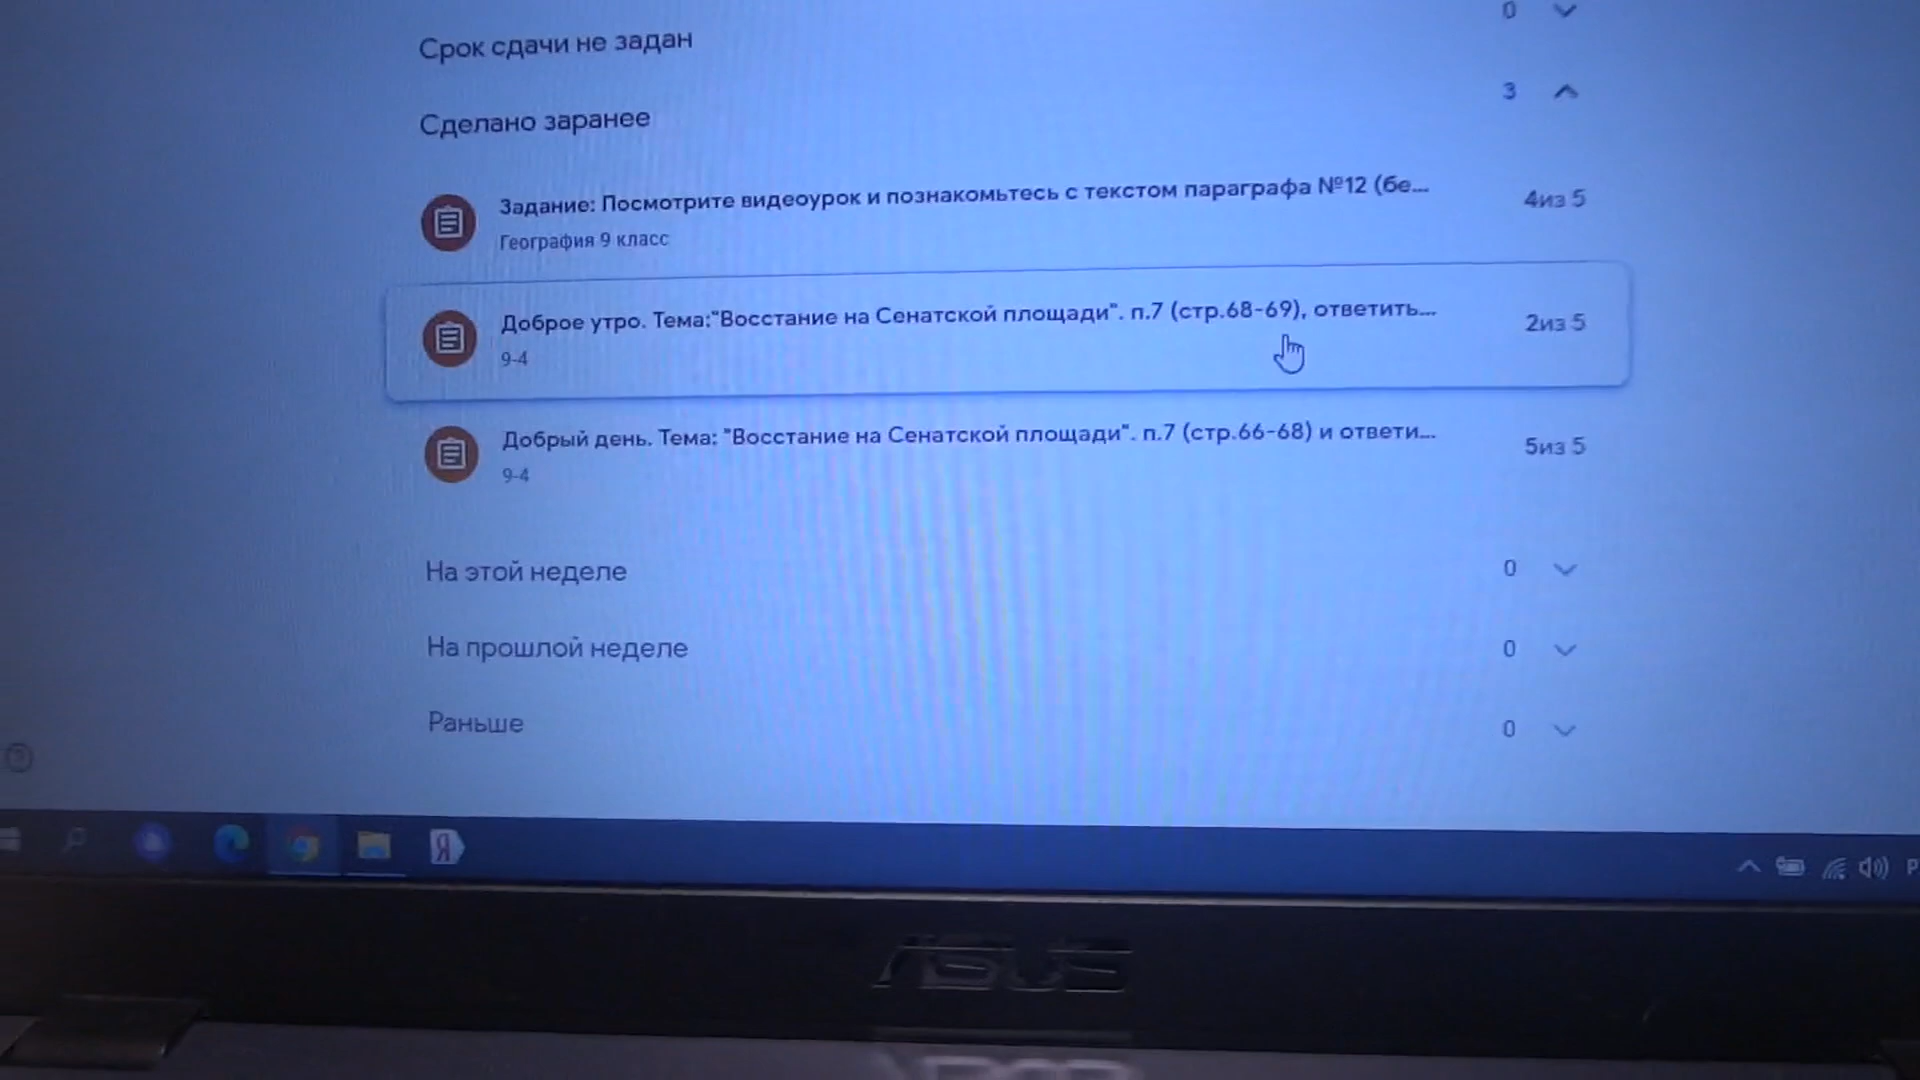 0
Срок сдачи не задан
3
Сделано заранее
Задание: Посмотрите видеоурок и познакомьтесь с текстом параграфа №12 (бе...
4из 5
География 9 класс
Доброе утро. Тема:"Восстание на Сенатской площади". п.7 (стр.68-69), ответить...
2из 5
9-4
Добрый день. Тема: "Восстание на Сенатской площади". п.7 (стр.66-68) и ответи...
5из 5
9-4
На этой неделе
0
На прошлой неделе
0
Раньше
0
?
Я
ASUS